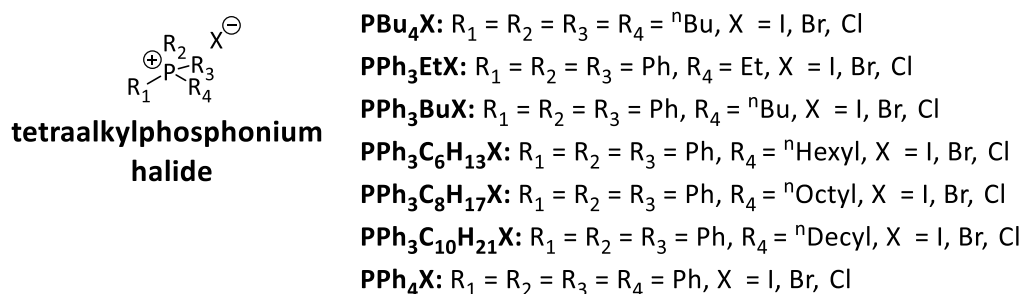 X⊖
⊕ R₂
R₁ P R₃
R₄
tetraalkylphosphonium
halide
PBu₄X: R₁ = R₂ = R₃ = R₄ = ⁿBu, X = I, Br, Cl
PPh₃EtX: R₁ = R₂ = R₃ = Ph, R₄ = Et, X = I, Br, Cl
PPh₃BuX: R₁ = R₂ = R₃ = Ph, R₄ = ⁿBu, X = I, Br, Cl
PPh₃C₆H₁₃X: R₁ = R₂ = R₃ = Ph, R₄ = ⁿHexyl, X = I, Br, Cl
PPh₃C₈H₁₇X: R₁ = R₂ = R₃ = Ph, R₄ = ⁿOctyl, X = I, Br, Cl
PPh₃C₁₀H₂₁X: R₁ = R₂ = R₃ = Ph, R₄ = ⁿDecyl, X = I, Br, Cl
PPh₄X: R₁ = R₂ = R₃ = R₄ = Ph, X = I, Br, Cl